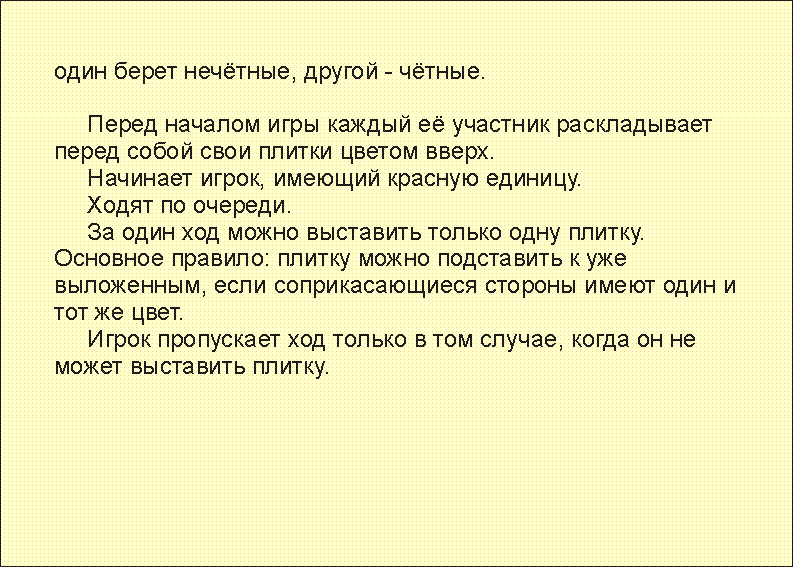 один берет нечётные, другой - чётные.
Перед началом игры каждый её участник раскладывает
перед собой свои плитки цветом вверх.
Начинает игрок, имеющий красную единицу.
Ходят по очереди.
За один ход можно выставить только одну плитку.
Основное правило: плитку можно подставить к уже
выложенным, если соприкасающиеся стороны имеют один и
тот же цвет.
Игрок пропускает ход только в том случае, когда он не
может выставить плитку.